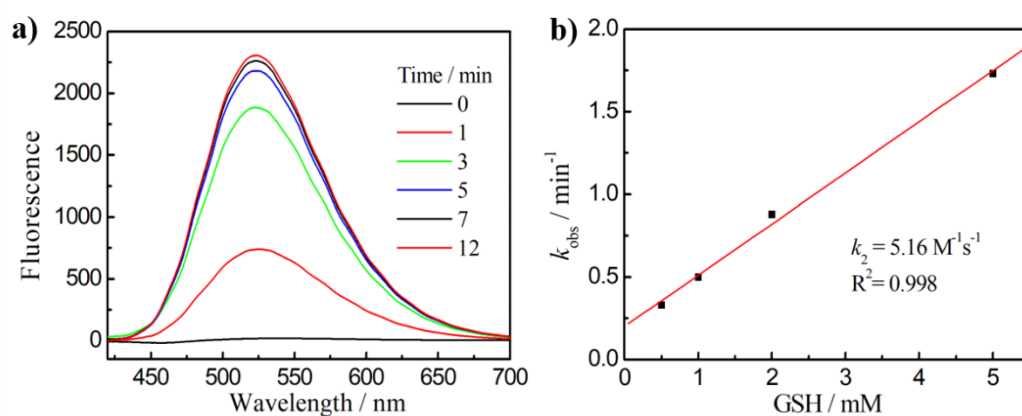 a)
2500
2000
1500
1000
500
0
450 500 550 600 650 700
Wavelength / nm
Fluorescence
Time / min
0
1
3
5
7
12
b)
2.0
1.5
1.0
0.5
0.0
0 1 2 3 4 5
GSH / mM
k_obs / min⁻¹
k₂ = 5.16 M⁻¹s⁻¹
R² = 0.998